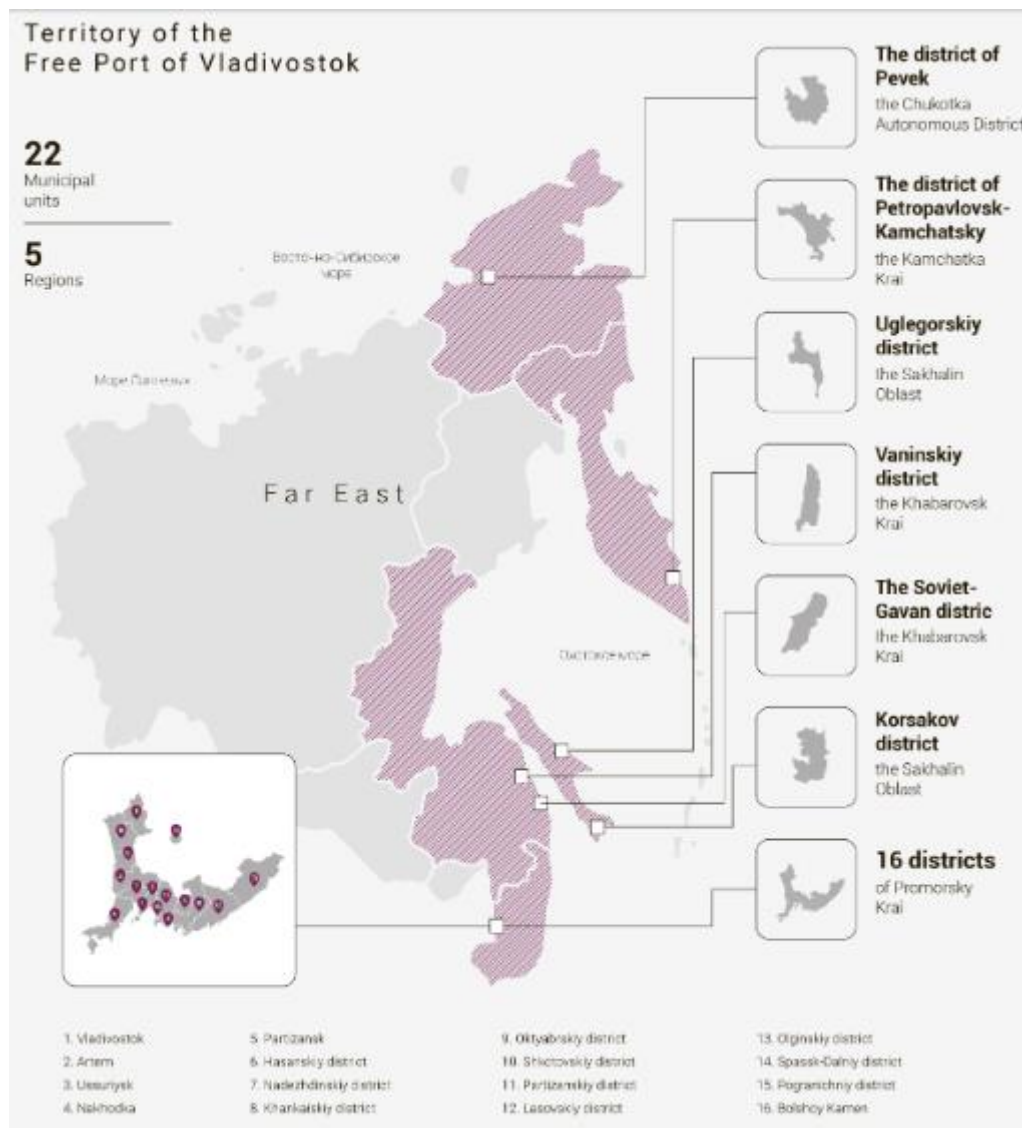 Territory of the
Free Port of Vladivostok
22
Municipal
units
5
Regions
Far East
The district of
Pevek
the Chukotka
Autonomous District
The district of
Petropavlovsk-
Kamchatsky
the Kamchatka
Krai
Uglegorskiy
district
the Sakhalin
Oblast
Vaninskiy
district
the Khabarovsk
Krai
The Soviet-
Gavan distric
the Khabarovsk
Krai
Korsakov
district
the Sakhalin
Oblast
16 districts
of Promorsky
Krai
море
Море
1. Vladivostok
2. Artem
3. Ussuriysk
4. Nakhodka
5. Partizansk
6. Hasanskiy district
7. Nadezhdinskiy district
8. Khankaiskiy district
9. Oktyabrskiy district
10. Shkotovskiy district
11. Partizanskiy district
12. Lasovskiy district
13. Olginskiy district
14. Spassk-Dalniy district
15. Pogranichniy district
16. Bolshoy Kamen